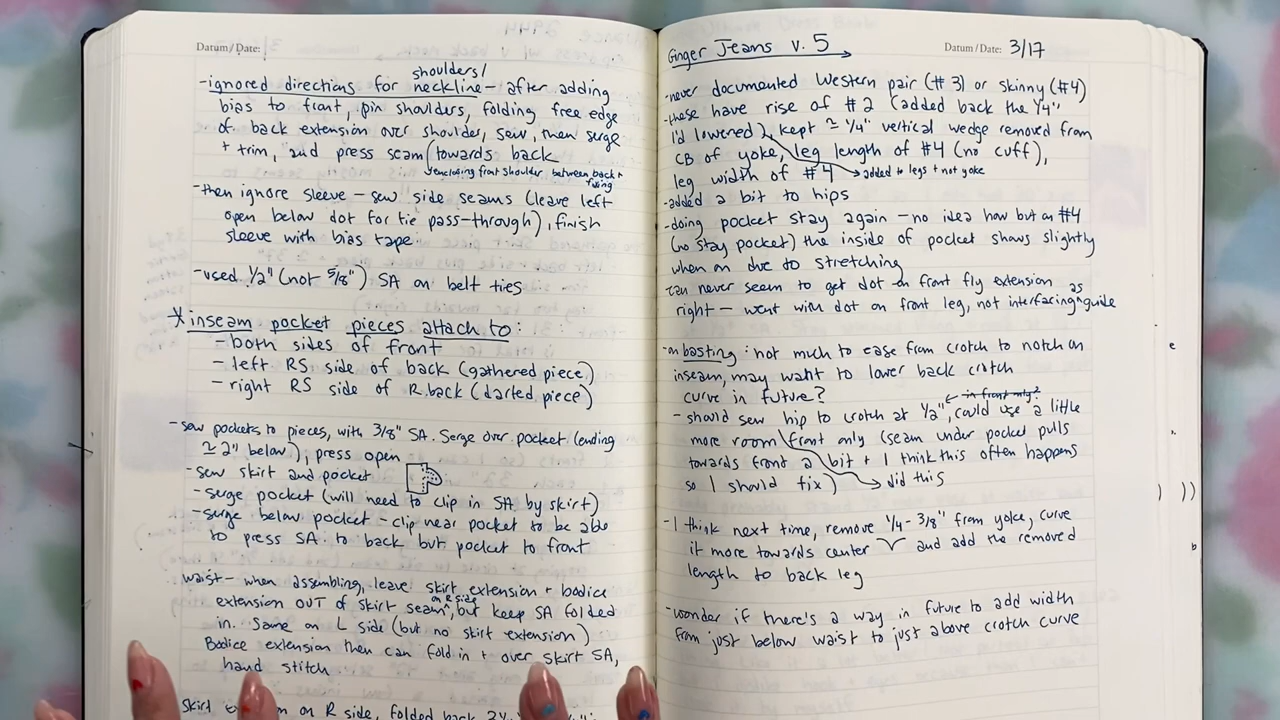 Datum/Date:
shoulders/
-ignored directions for neckline - after adding
bias to front, pin shoulders, folding free edge
of back extension over shoulder, sew, then serge
+ trim, and press seam (towards back
enclosing front shoulder between back +
facing
-then ignore sleeve - sew side seams (leave left
open below dot for tie pass-through), finish
sleeve with bias tape.
-used 1/2" (not 5/8") SA on belt ties
*inseam pocket pieces attach to:
- both sides of front
- left RS side of back (gathered piece)
- right RS side of R.back (darted piece)
-sew pockets to pieces, with 3/8" SA. Serge over pocket (ending
≃ 2" below), press open
-sew skirt and pocket
-serge pocket (will need to clip in SA by skirt)
-serge below pocket - clip near pocket to be able
to press SA to back but pocket to front
waist- when assembling, leave skirt extension + bodice
extension OUT of skirt seam on R side, but keep SA folded
in. Same on L side (but no skirt extension)
Bodice extension then can fold in + over skirt SA,
hand stitch
Skirt on R side, folded back
Ginger Jeans v. 5
Datum/Date: 3/17
-never documented Western pair (#3) or skinny (#4)
-these have rise of #2 (added back the 1/4"
I'd lowered), kept ≃ 1/4" vertical wedge removed from
CB of yoke, leg length of #4 (no cuff),
leg width of #4 → added to legs + not yoke
-added a bit to hips
-doing pocket stay again - no idea how but on #4
(no stay pocket) the inside of pocket shows slightly
when on due to stretching
can never seem to get dot on front fly extension as
right - went with dot on front leg, not interfacing guide
-on basting: not much to ease from crotch to notch on
inseam, may want to lower back crotch
curve in future?
in front only?
- should sew hip to crotch at 1/2", could use a little
more room front only (seam under pocket pulls
towards front a bit + I think this often happens
so I should fix) → did this
-I think next time, remove 1/4-3/8" from yoke, curve
it more towards center and add the removed
length to back leg
-wonder if there's a way in future to add width
from just below waist to just above crotch curve